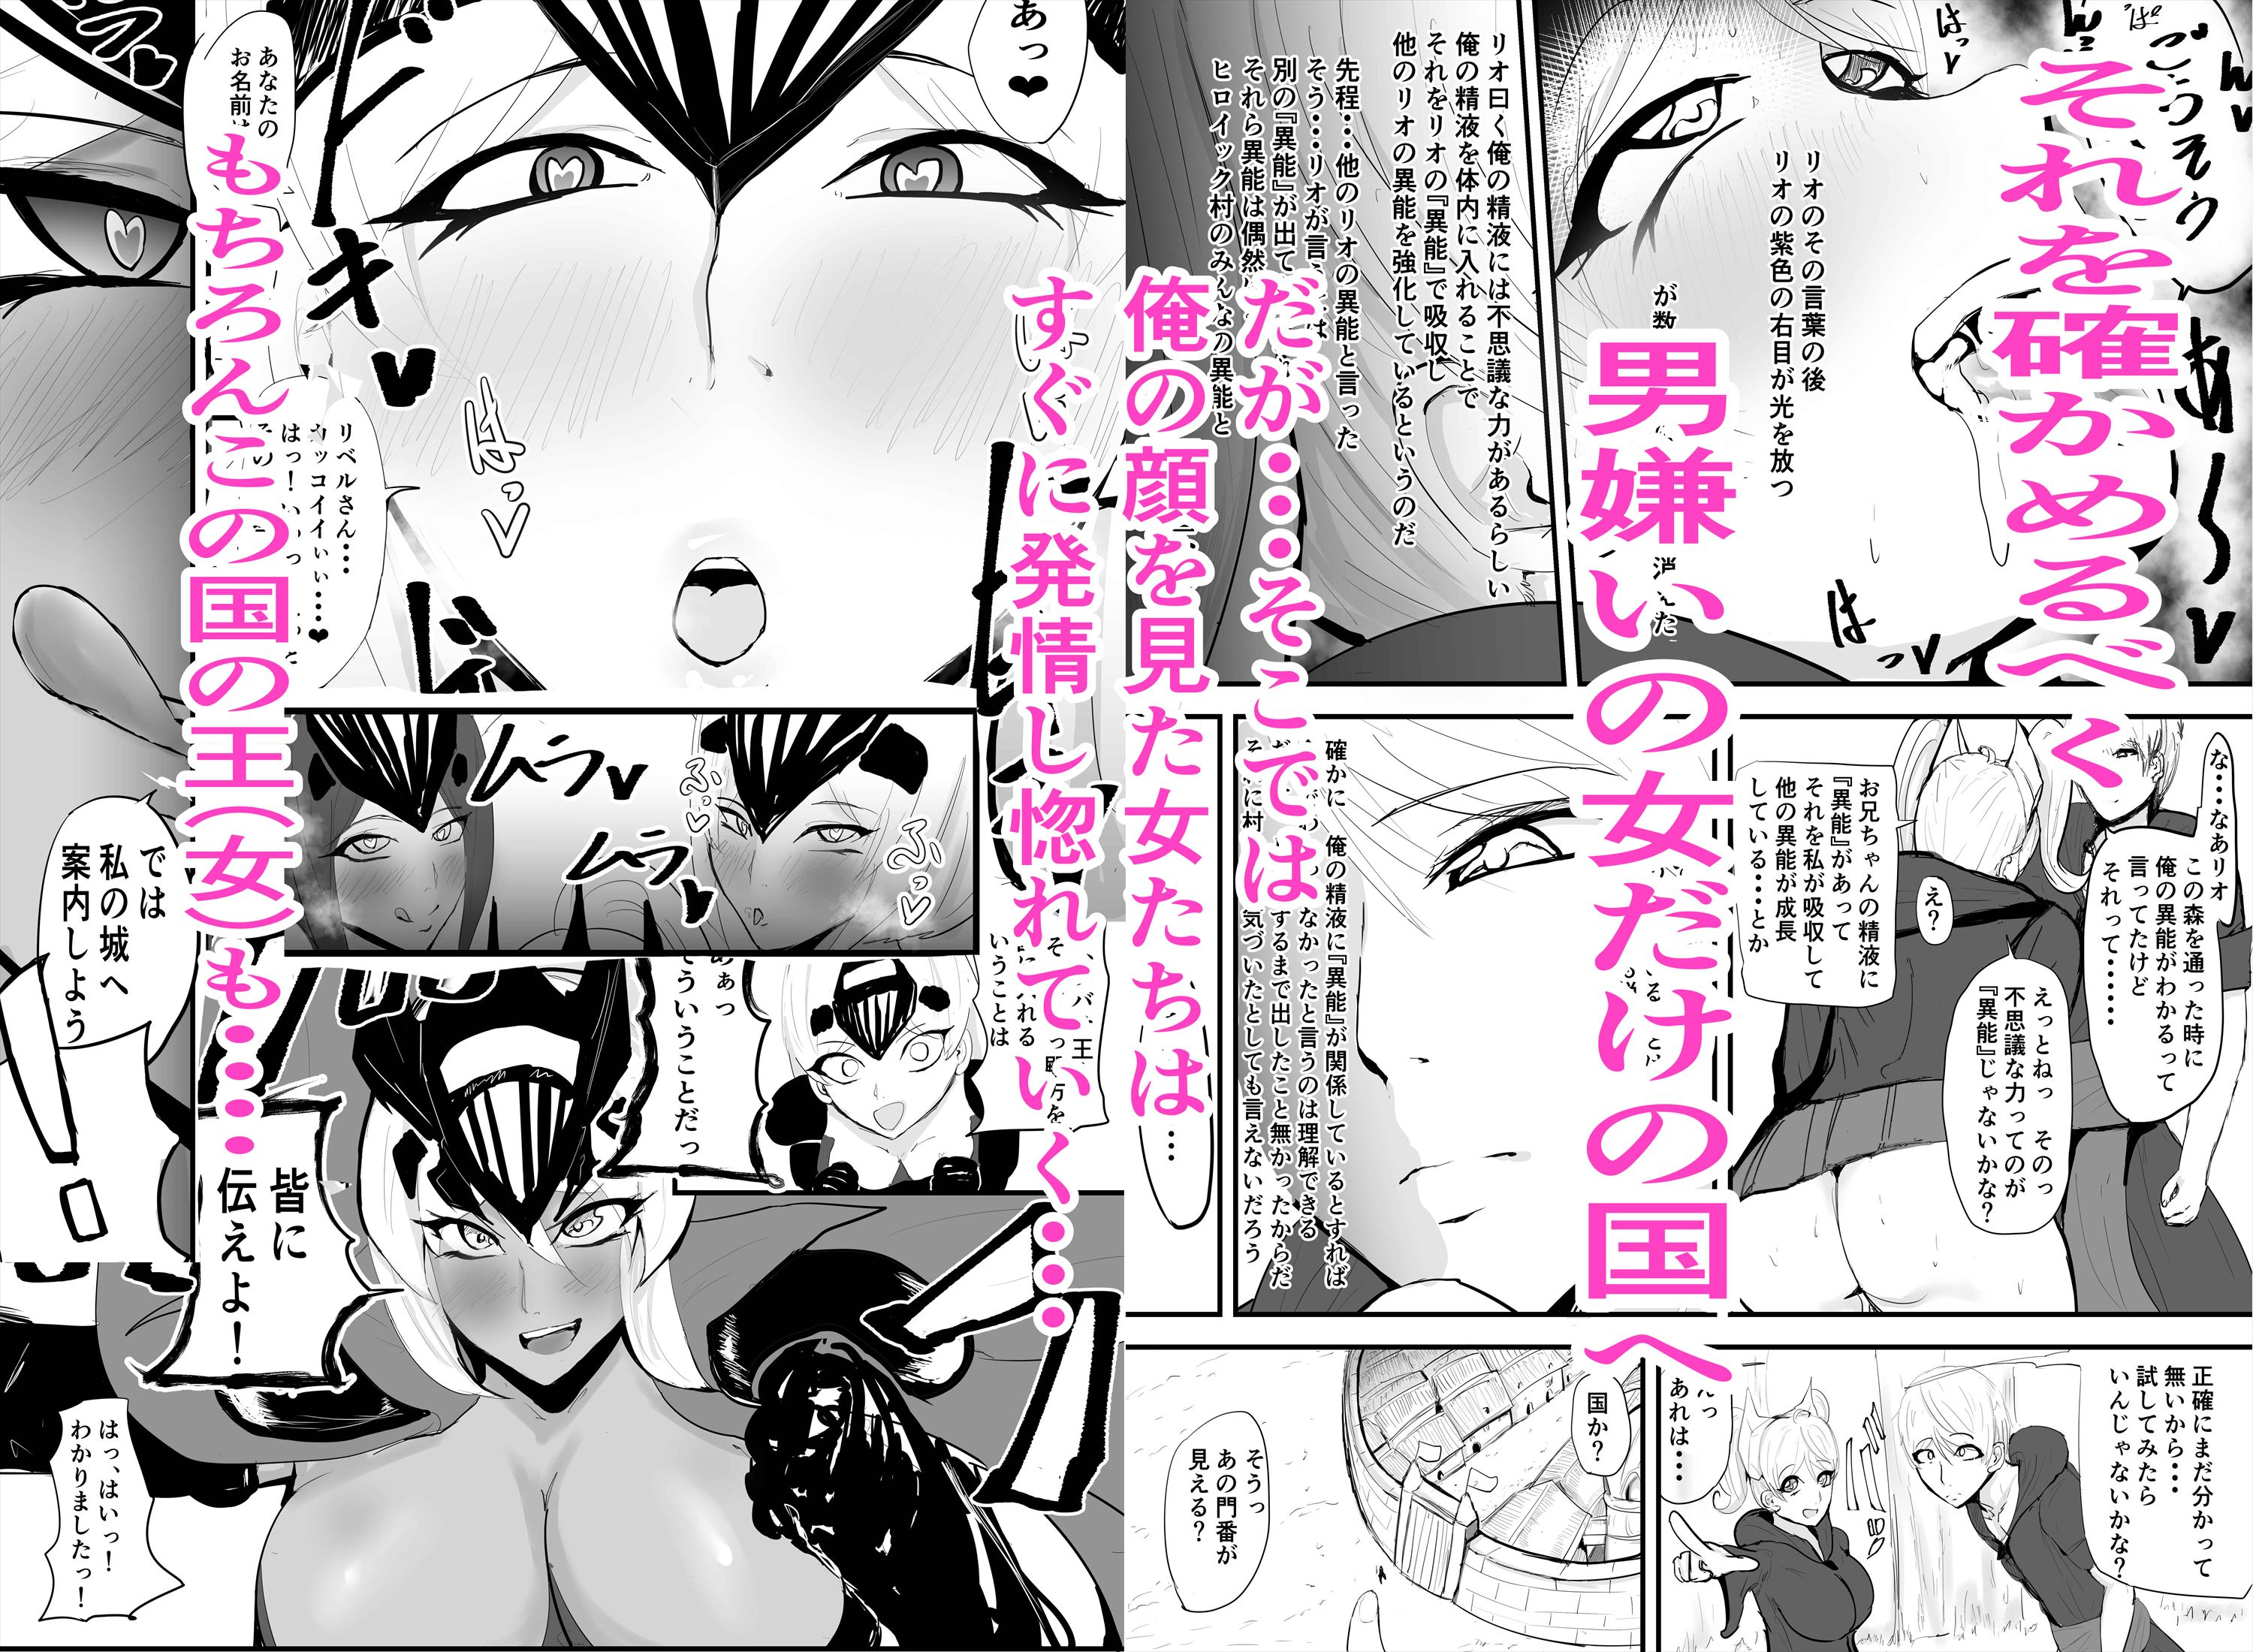 それを確かめるべく
男嫌いの女だけの国へ
だが・・・・そこでは
俺の顔を見た女たちは・・・
すぐに発情し惚れていく・・・・
もちろんこの国の王(女)も・・・・
ごっくん
はっ
リオのその言葉の後
リオの紫色の右目が光を放つ
リオ曰く俺の精液には不思議な力があるらしい
俺の精液を体内に入れることで
それをリオの『異能』で吸収し
他のリオの異能を強化しているというのだ
先程・・・他のリオの異能と言った
そう・・・リオが言
別の『異能』が出て
それら異能は偶然
ヒロイック村のみんなの異能と
あ~
はっ
な・・・なあリオ
この森を通った時に
俺の異能がわかるって
言ってたけど
それって・・・・・・
えっとねっ そのっ
不思議な力ってのが
『異能』じゃないかな?
え?
お兄ちゃんの精液に
『異能』があって
それを私が吸収して
他の異能が成長
している・・・・とか
確かに 俺の精液に『異能』が関係しているとすれば
なかったと言うのは理解できる
するまで出したこと無かったからだ
気づいたとしても言えないだろう
正確にまだ分かって
無いから・・・
試してみたら
いんじゃないかな?
あれは・・・
国か?
そうっ
あの門番が
見える?
あっ♥
ドキ
はっ
あなたの
お名前は
リベルさん・・・
カッコイイぃぃ・・・・♥
はっ!
ムラ
ムラ
ふっ
ふっ
では
私の城へ
案内しよう
ういうことだっ
いうことは
皆に
伝えよ!
はっ、はいっ!
わかりましたっ!